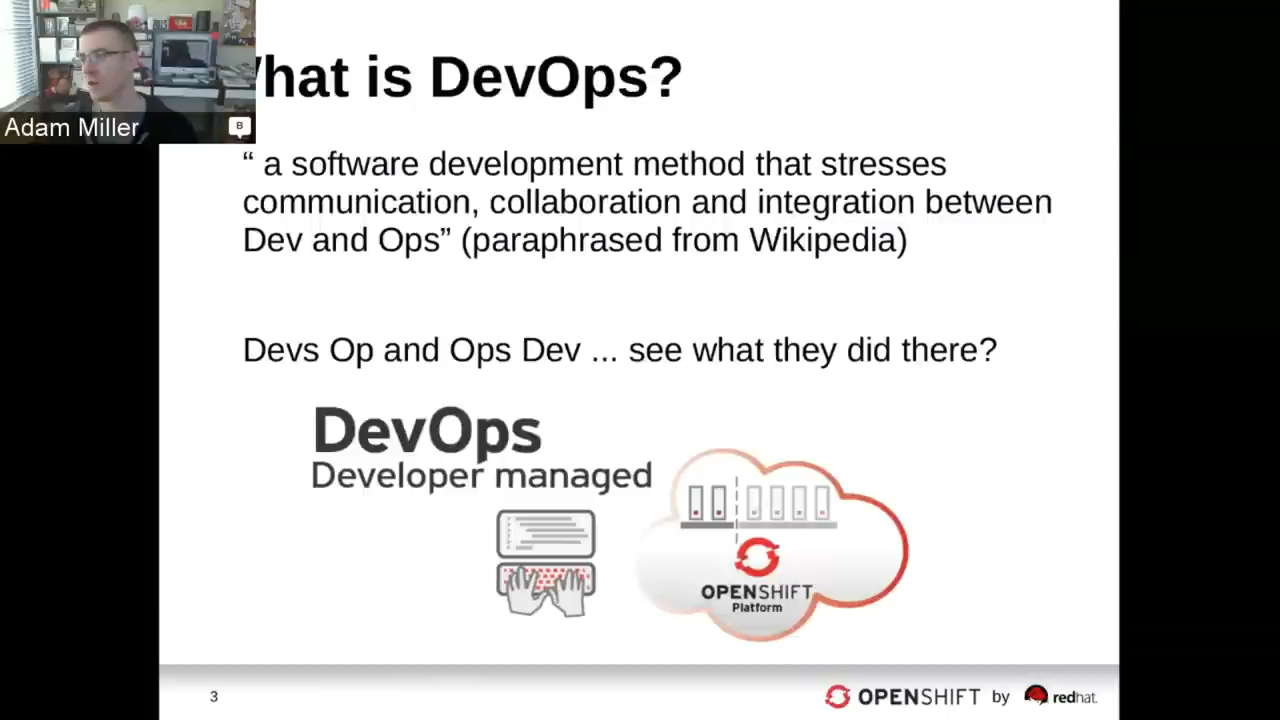 hat is DevOps?
Adam Miller
B
“ a software development method that stresses
communication, collaboration and integration between
Dev and Ops” (paraphrased from Wikipedia)
Devs Op and Ops Dev ... see what they did there?
DevOps
Developer managed
OPENSHIFT
Platform
3
OPENSHIFT by redhat.